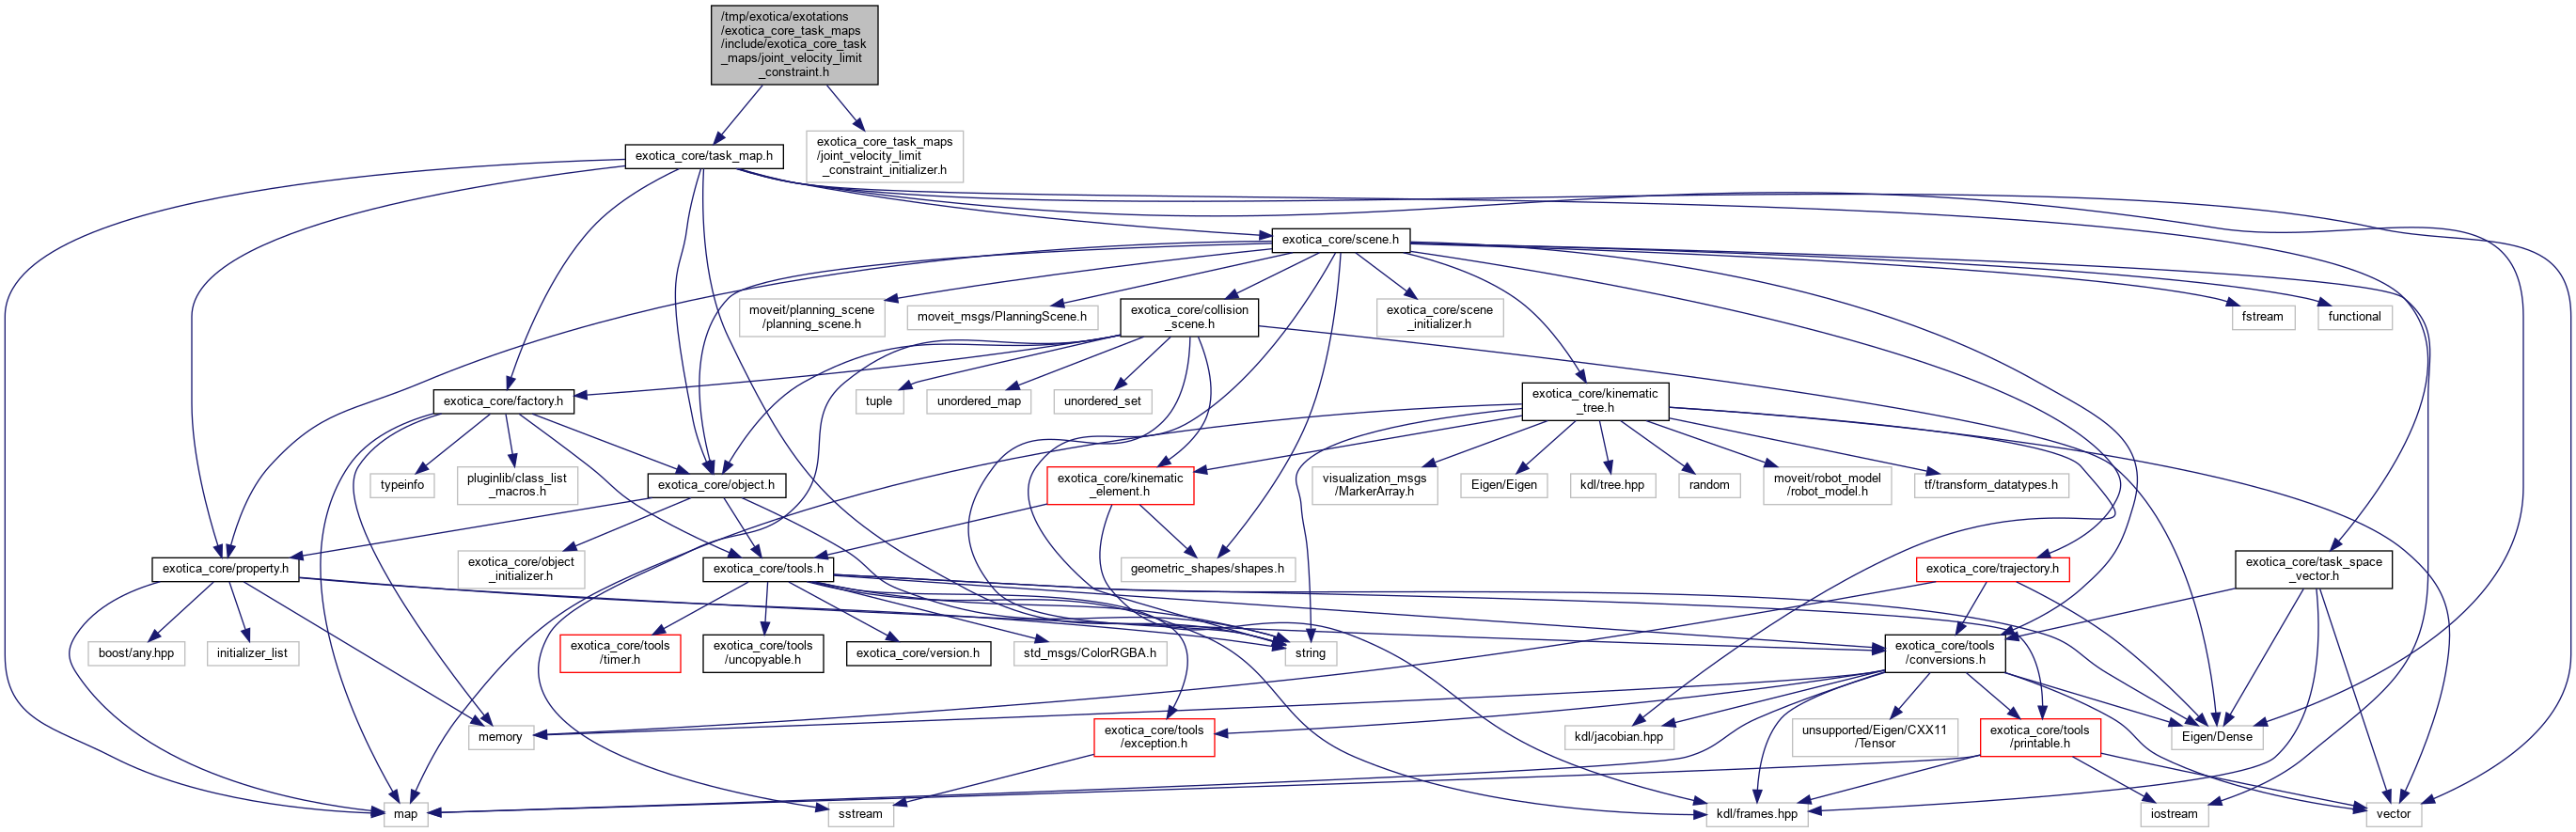 /tmp/exotica/exotations
/exotica_core_task_maps
/include/exotica_core_task
_maps/joint_velocity_limit
_constraint.h
exotica_core/task_map.h
exotica_core_task_maps
/joint_velocity_limit
_constraint_initializer.h
exotica_core/scene.h
moveit/planning_scene
/planning_scene.h
moveit_msgs/PlanningScene.h
exotica_core/collision
_scene.h
exotica_core/scene
_initializer.h
fstream
functional
exotica_core/factory.h
tuple
unordered_map
unordered_set
exotica_core/kinematic
_tree.h
typeinfo
pluginlib/class_list
_macros.h
exotica_core/object.h
exotica_core/kinematic
_element.h
visualization_msgs
/MarkerArray.h
Eigen/Eigen
kdl/tree.hpp
random
moveit/robot_model
/robot_model.h
tf/transform_datatypes.h
exotica_core/property.h
exotica_core/object
_initializer.h
exotica_core/tools.h
geometric_shapes/shapes.h
exotica_core/trajectory.h
exotica_core/task_space
_vector.h
boost/any.hpp
initializer_list
exotica_core/tools
/timer.h
exotica_core/tools
/uncopyable.h
exotica_core/version.h
std_msgs/ColorRGBA.h
string
exotica_core/tools
/conversions.h
memory
exotica_core/tools
/exception.h
kdl/jacobian.hpp
unsupported/Eigen/CXX11
/Tensor
exotica_core/tools
/printable.h
Eigen/Dense
map
sstream
kdl/frames.hpp
iostream
vector